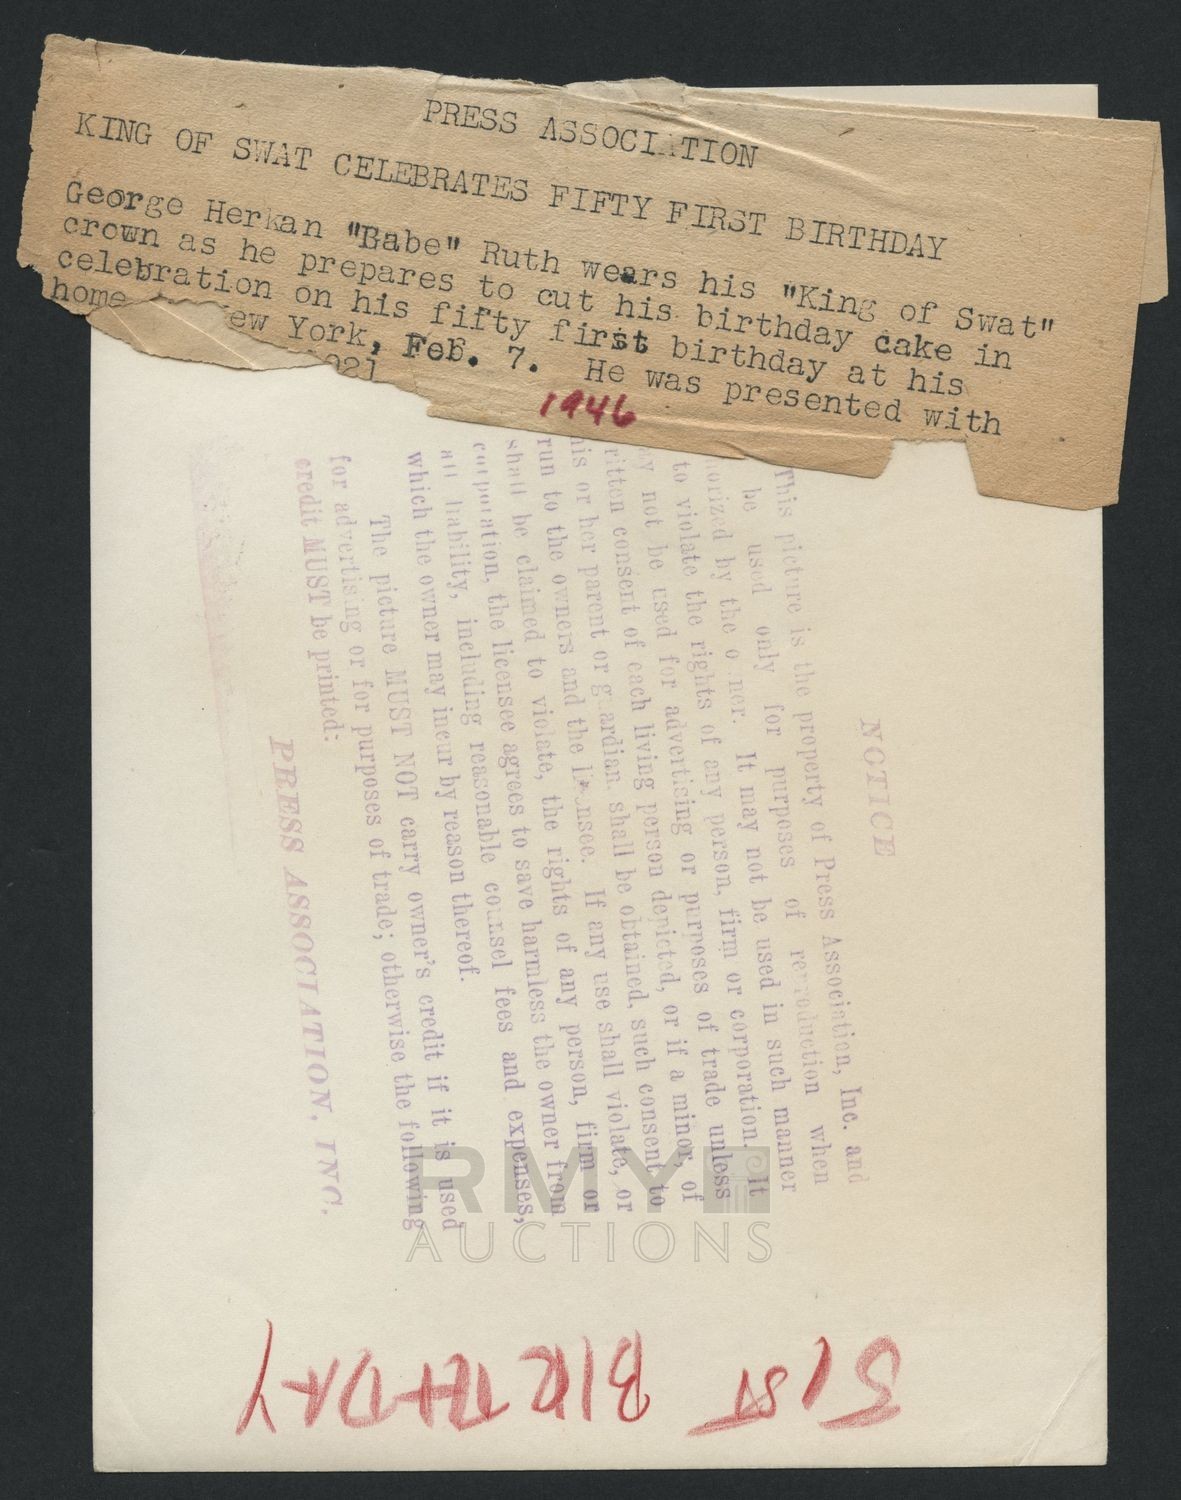 PRESS ASSOCIATION
KING OF SWAT CELEBRATES FIFTY FIRST BIRTHDAY
George Herman "Babe" Ruth wears his "King of Swat"
crown as he prepares to cut his birthday cake in
celebration on his fifty first birthday at his
home New York, Feb. 7. He was presented with
1921
1946
NOTICE
This picture is the property of Press Association, Inc. and
be used only for purposes of reproduction when
authorized by the owner. It may not be used in such manner
to violate the rights of any person, firm or corporation. It
may not be used for advertising or purposes of trade unless
written consent of each living person depicted, or if a minor, of
his or her parent or guardian, shall be obtained, such consent to
run to the owners and the licensee. If any use shall violate, or
shall be claimed to violate, the rights of any person, firm or
corporation, the licensee agrees to save harmless the owner from
all liability, including reasonable counsel fees and expenses,
which the owner may incur by reason thereof.
The picture MUST NOT carry owner's credit if it is used
for advertising or for purposes of trade; otherwise the following
credit MUST be printed:
PRESS ASSOCIATION, INC.
RMY
AUCTIONS
51ST BIRTHDAY